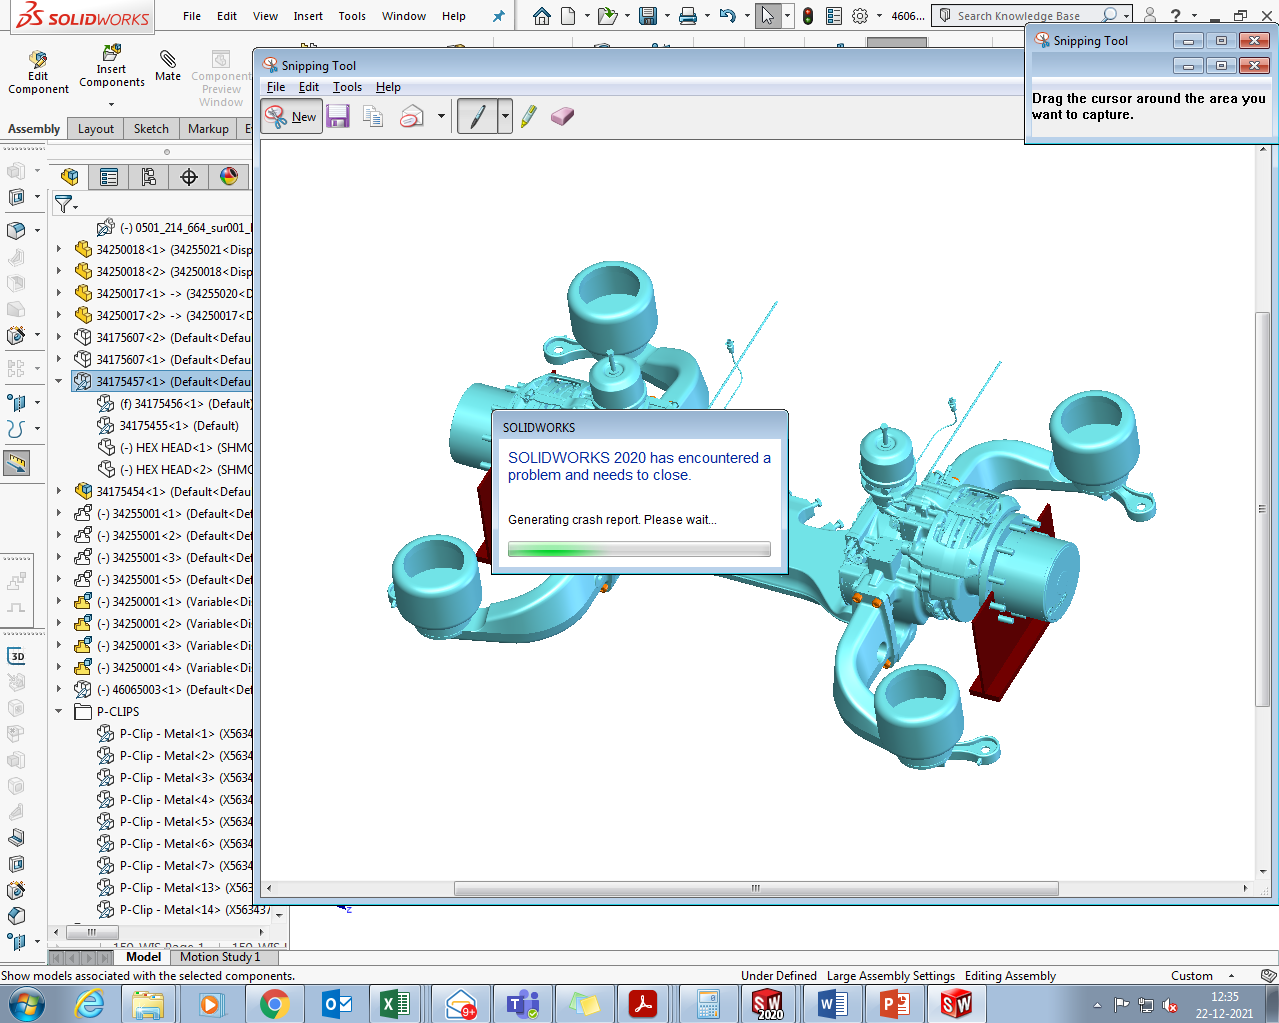 SOLIDWORKS
File Edit View Insert Tools Window Help
4606...
Search Knowledge Base
?
Edit Component
Insert Components
Mate
Component Preview Window
Assembly Layout Sketch Markup E
Snipping Tool
File Edit Tools Help
New
Snipping Tool
Drag the cursor around the area you
want to capture.
(-) 0501_214_664_sur001_
34250018<1> (34255021<Disp
34250018<2> (34250018<Disp
34250017<1> -> (34255020<D
34250017<2> -> (34250017<D
34175607<2> (Default<Defau
34175607<1> (Default<Defau
34175457<1> (Default<Defau
(f) 34175456<1> (Default)
34175455<1> (Default)
(-) HEX HEAD<1> (SHMC
(-) HEX HEAD<2> (SHMC
34175454<1> (Default<Defau
(-) 34255001<1> (Default<De
(-) 34255001<2> (Default<De
(-) 34255001<3> (Default<De
(-) 34255001<5> (Default<De
(-) 34250001<1> (Variable<Di
(-) 34250001<2> (Variable<Di
(-) 34250001<3> (Variable<Di
(-) 34250001<4> (Variable<Di
(-) 46065003<1> (Default<Def
P-CLIPS
P-Clip - Metal<1> (X5634
P-Clip - Metal<2> (X5634
P-Clip - Metal<3> (X5634
P-Clip - Metal<4> (X5634
P-Clip - Metal<5> (X5634
P-Clip - Metal<6> (X5634
P-Clip - Metal<7> (X5634
P-Clip - Metal<13> (X5634
P-Clip - Metal<14> (X563437
3D
SOLIDWORKS
SOLIDWORKS 2020 has encountered a
problem and needs to close.
Generating crash report. Please wait...
z
Model Motion Study 1
Show models associated with the selected components.
Under Defined Large Assembly Settings Editing Assembly Custom
9+
SW 2020
SW
12:35
22-12-2021